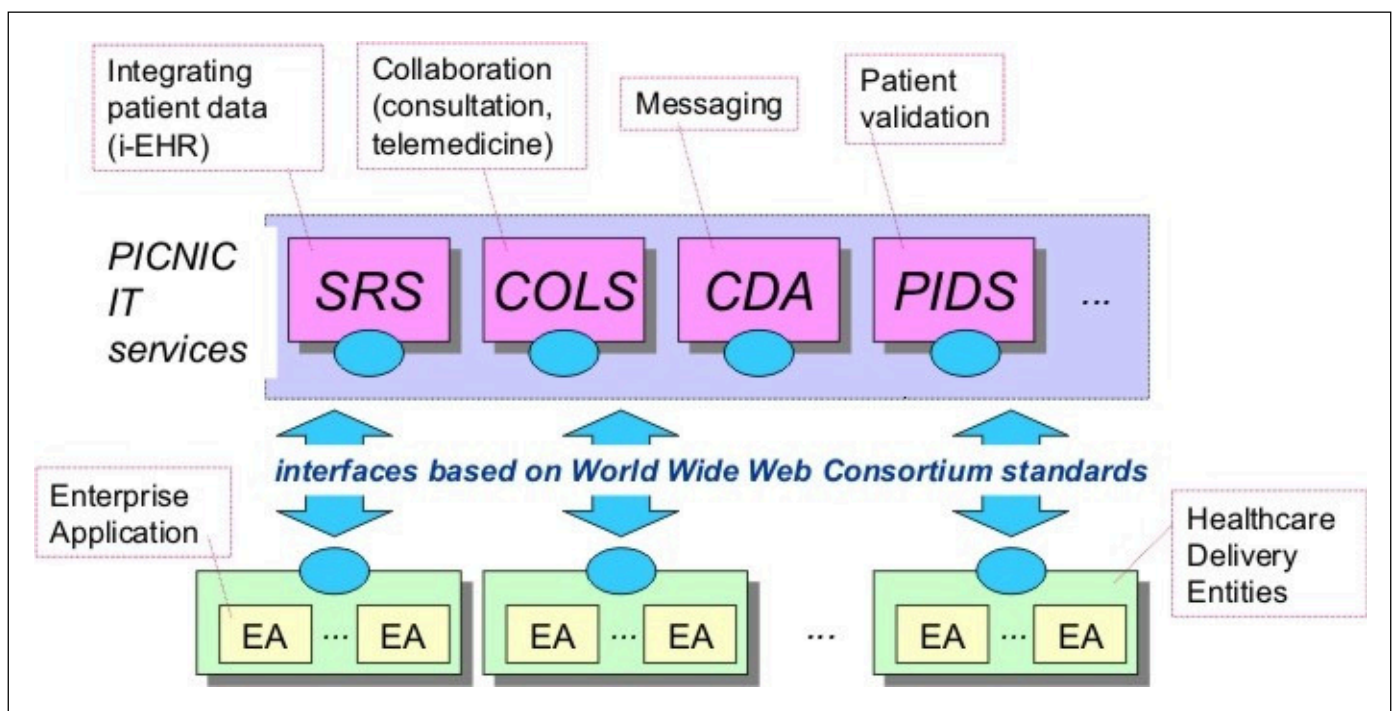 Integrating
patient data
(i-EHR)
Collaboration
(consultation,
telemedicine)
Messaging
Patient
validation
PICNIC
IT
services
SRS
COLS
CDA
PIDS
...
interfaces based on World Wide Web Consortium standards
Enterprise
Application
Healthcare
Delivery
Entities
EA ... EA
EA ... EA
...
EA ... EA